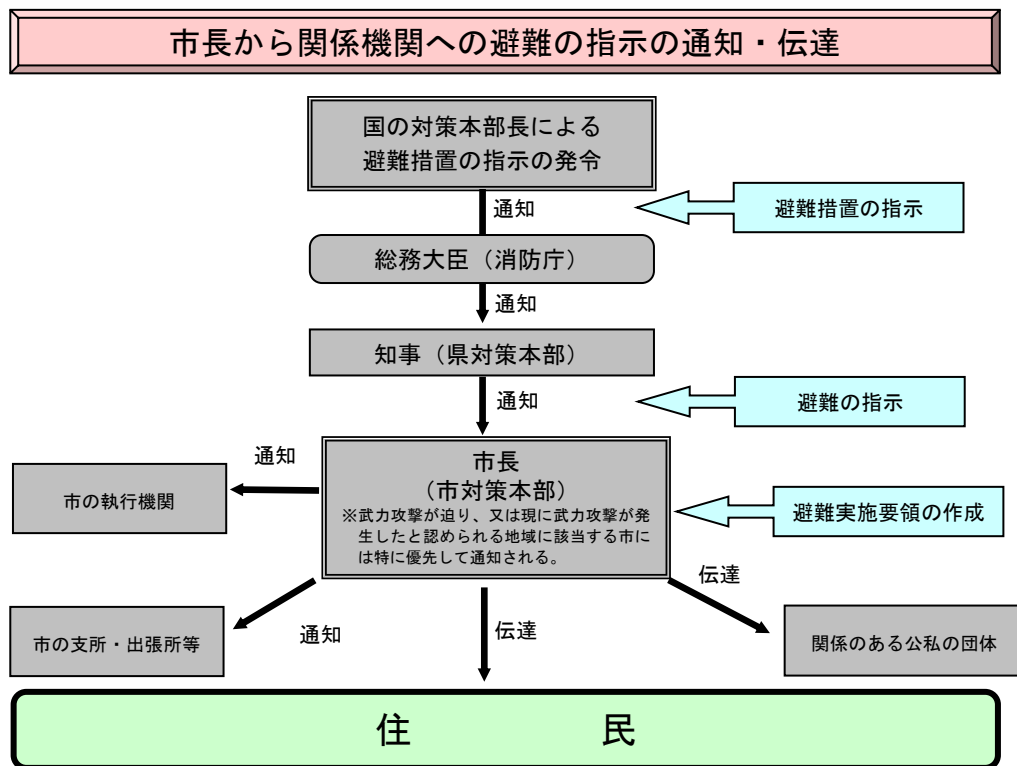 市長から関係機関への避難の指示の通知・伝達
国の対策本部長による
避難措置の指示の発令
通知
避難措置の指示
総務大臣（消防庁）
通知
知事（県対策本部）
通知
避難の指示
市長
（市対策本部）
※武力攻撃が迫り、又は現に武力攻撃が発
生したと認められる地域に該当する市に
は特に優先して通知される。
通知
市の執行機関
避難実施要領の作成
伝達
市の支所・出張所等
通知
伝達
関係のある公私の団体
住　　　民